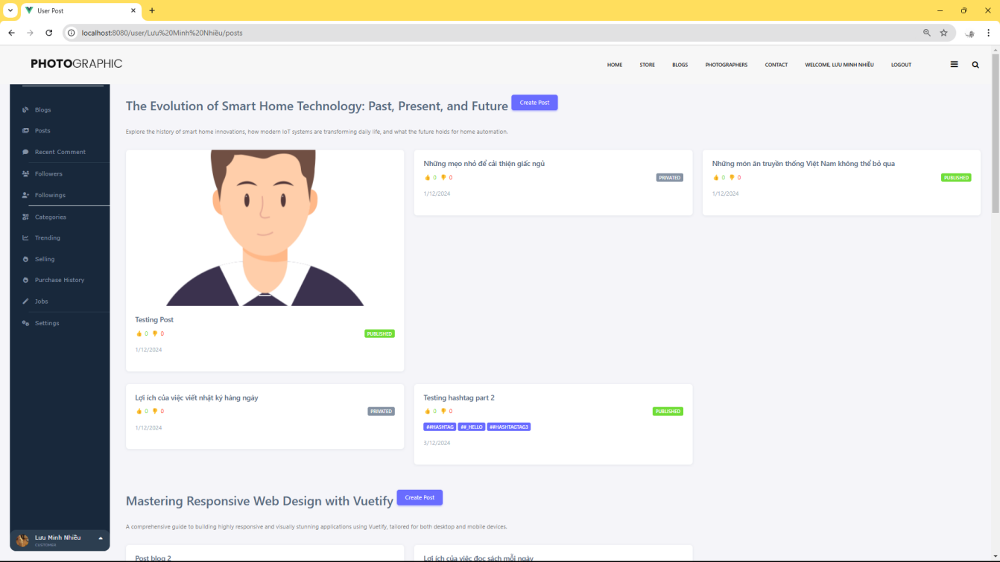 User Post
localhost:8080/user/Lưu%20Minh%20Nhiều/posts
PHOTOGRAPHIC
HOME STORE BLOGS PHOTOGRAPHERS CONTACT WELCOME, LƯU MINH NHIỀU LOGOUT
Blogs
Posts
Recent Comment
Followers
Followings
Categories
Trending
Selling
Purchase History
Jobs
Settings
Lưu Minh Nhiều
CUSTOMER
The Evolution of Smart Home Technology: Past, Present, and Future Create Post
Explore the history of smart home innovations, how modern IoT systems are transforming daily life, and what the future holds for home automation.
Testing Post
👍 0 👎 0 PUBLISHED
1/12/2024
Những mẹo nhỏ để cải thiện giấc ngủ
👍 0 👎 0 PRIVATED
1/12/2024
Những món ăn truyền thống Việt Nam không thể bỏ qua
👍 0 👎 0 PUBLISHED
1/12/2024
Lợi ích của việc viết nhật ký hàng ngày
👍 0 👎 0 PRIVATED
1/12/2024
Testing hashtag part 2
👍 0 👎 0 PUBLISHED
##HASHTAG ##_HELLO ##HASHTAGTAG3
3/12/2024
Mastering Responsive Web Design with Vuetify Create Post
A comprehensive guide to building highly responsive and visually stunning applications using Vuetify, tailored for both desktop and mobile devices.
Post blog 2
Lợi ích của việc đọc sách mỗi ngày